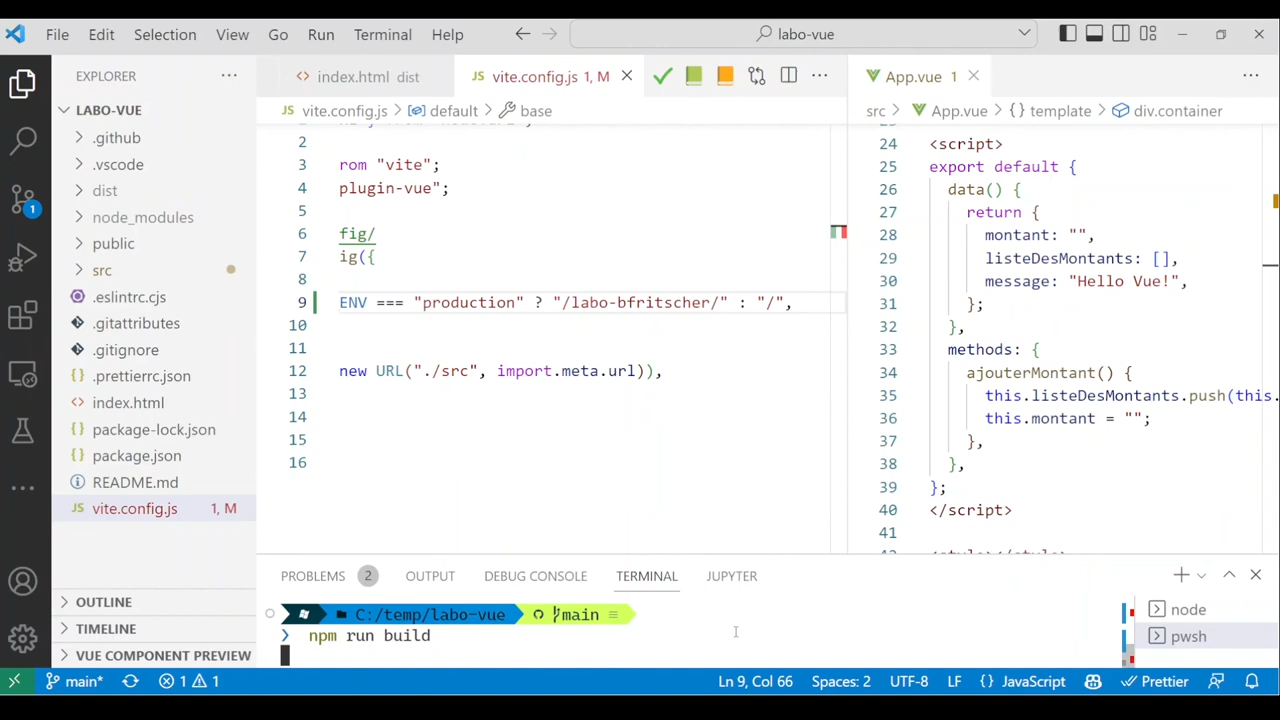 File Edit Selection View Go Run Terminal Help
labo-vue
EXPLORER
LABO-VUE
.github
.vscode
dist
node_modules
public
src
.eslintrc.cjs
.gitattributes
.gitignore
{} .prettierrc.json
<> index.html
{} package-lock.json
{} package.json
README.md
JS vite.config.js 1, M
OUTLINE
TIMELINE
VUE COMPONENT PREVIEW
1
<> index.html dist
JS vite.config.js 1, M
JS vite.config.js > default > base
2
3 rom "vite";
4 plugin-vue";
5
6 fig/
7 ig({
8
9 ENV === "production" ? "/labo-bfritscher/" : "/",
10
11
12 new URL("./src", import.meta.url)),
13
14
15
16
App.vue 1
src > App.vue > {} template > div.container
24 <script>
25 export default {
26 data() {
27 return {
28 montant: "",
29 listeDesMontants: [],
30 message: "Hello Vue!",
31 };
32 },
33 methods: {
34 ajouterMontant() {
35 this.listeDesMontants.push(this.
36 this.montant = "";
37 },
38 },
39 };
40 </script>
41
PROBLEMS 2 OUTPUT DEBUG CONSOLE TERMINAL JUPYTER
C:/temp/labo-vue main ≡
❯ npm run build
node
pwsh
main* 1 1 Ln 9, Col 66 Spaces: 2 UTF-8 LF {} JavaScript Prettier